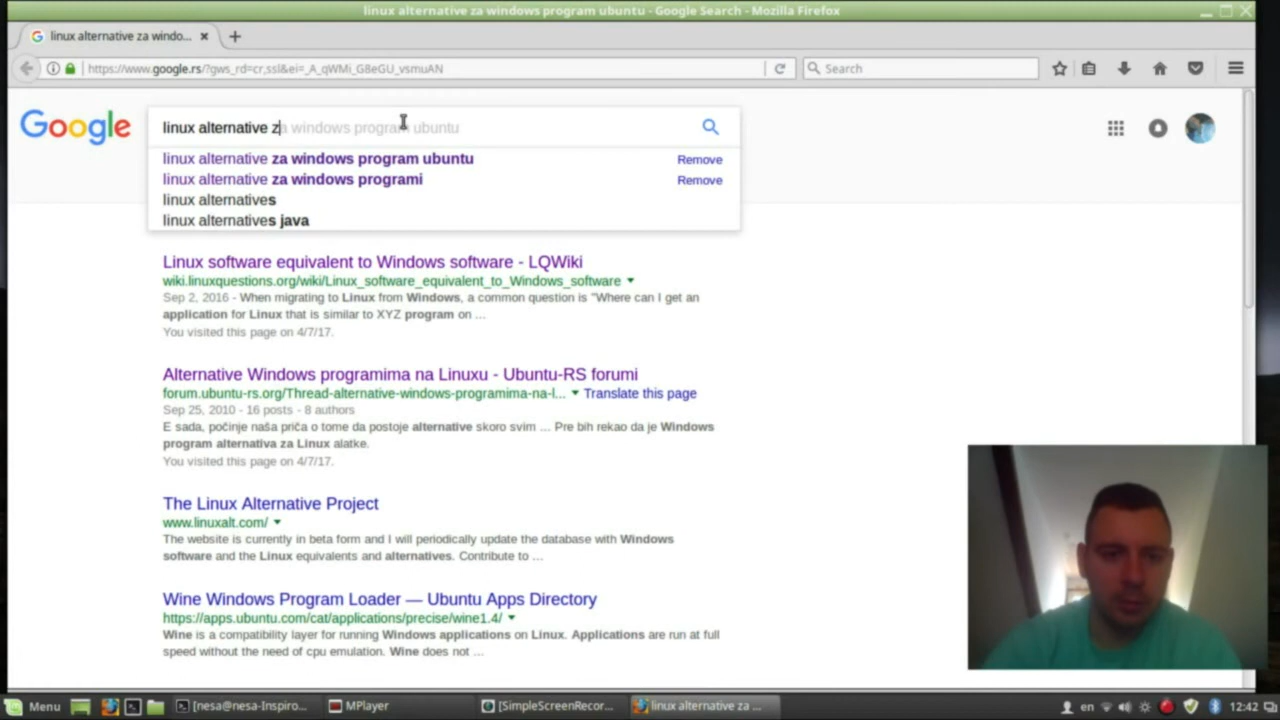 linux alternative za windows program ubuntu - Google Search - Mozilla Firefox
linux alternative za windo...
https://www.google.rs/?gws_rd=cr,ssl&ei=_A_qWMi_G8eGU_vsmuAN
Search
Google
linux alternative za windows program ubuntu
linux alternative za windows program ubuntu Remove
linux alternative za windows programi Remove
linux alternatives
linux alternatives java
Linux software equivalent to Windows software - LQWiki
wiki.linuxquestions.org/wiki/Linux_software_equivalent_to_Windows_software
Sep 2, 2016 - When migrating to Linux from Windows, a common question is "Where can I get an
application for Linux that is similar to XYZ program on ...
You visited this page on 4/7/17.
Alternative Windows programima na Linuxu - Ubuntu-RS forumi
forum.ubuntu-rs.org/Thread-alternative-windows-programima-na-l... Translate this page
Sep 25, 2010 - 16 posts - 8 authors
E sada, počinje naša priča o tome da postoje alternative skoro svim ... Pre bih rekao da je Windows
program alternativa za Linux alatke.
You visited this page on 4/7/17.
The Linux Alternative Project
www.linuxalt.com/
The website is currently in beta form and I will periodically update the database with Windows
software and the Linux equivalents and alternatives. Contribute to ...
Wine Windows Program Loader — Ubuntu Apps Directory
https://apps.ubuntu.com/cat/applications/precise/wine1.4/
Wine is a compatibility layer for running Windows applications on Linux. Applications are run at full
speed without the need of cpu emulation. Wine does not ...
Menu
[nesa@nesa-Inspiro...
MPlayer
[SimpleScreenRecor...
linux alternative za ...
en
12:42